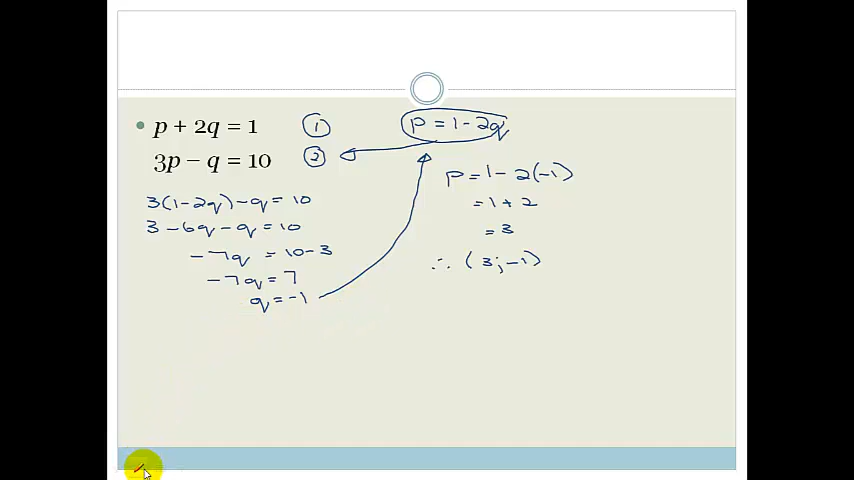 p + 2q = 1 ① p = 1 - 2q
3p − q = 10 ②
3(1-2q) - q = 10
3 - 6q - q = 10
- 7q = 10 - 3
- 7q = 7
q = -1
p = 1 - 2(-1)
= 1 + 2
= 3
∴ (3; -1)